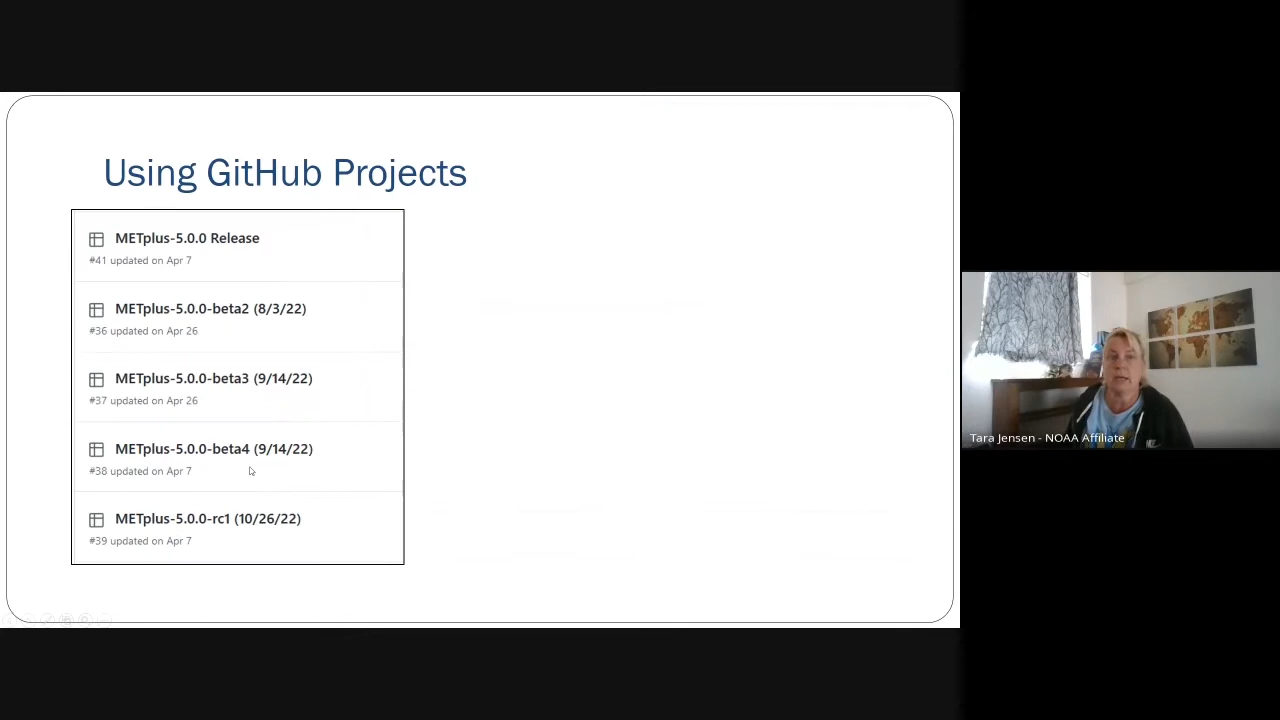 Using GitHub Projects
METplus-5.0.0 Release
#41 updated on Apr 7
METplus-5.0.0-beta2 (8/3/22)
#36 updated on Apr 26
METplus-5.0.0-beta3 (9/14/22)
#37 updated on Apr 26
METplus-5.0.0-beta4 (9/14/22)
#38 updated on Apr 7
METplus-5.0.0-rc1 (10/26/22)
#39 updated on Apr 7
Tara Jensen - NOAA Affiliate